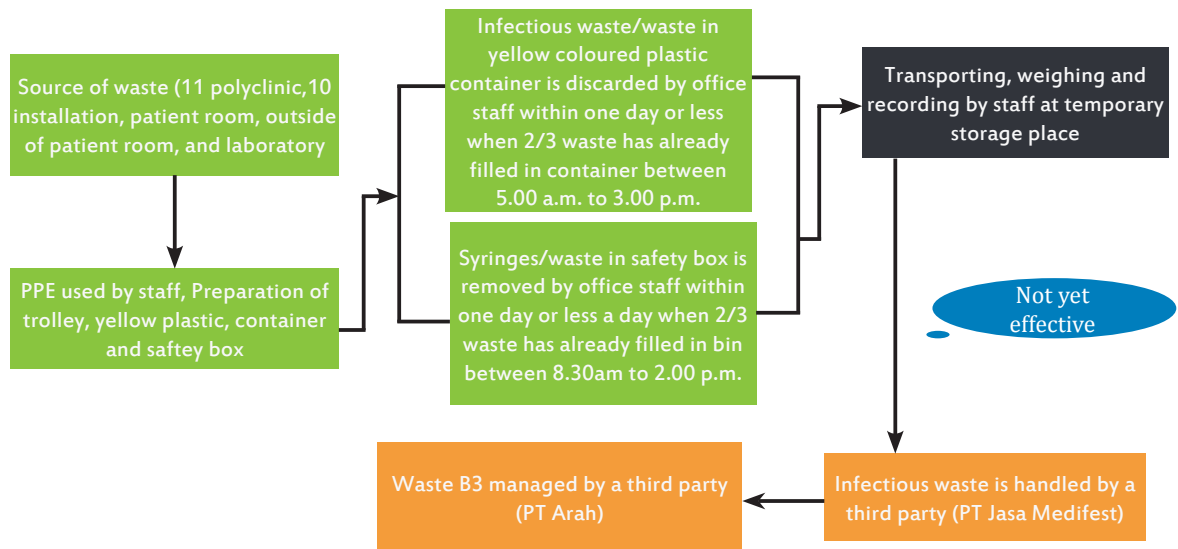 Source of waste (11 polyclinic,10
installation, patient room, outside
of patient room, and laboratory
PPE used by staff, Preparation of
trolley, yellow plastic, container
and saftey box
Infectious waste/waste in
yellow coloured plastic
container is discarded by office
staff within one day or less
when 2/3 waste has already
filled in container between
5.00 a.m. to 3.00 p.m.
Syringes/waste in safety box is
removed by office staff within
one day or less a day when 2/3
waste has already filled in bin
between 8.30am to 2.00 p.m.
Transporting, weighing and
recording by staff at temporary
storage place
Not yet
effective
Infectious waste is handled by a
third party (PT Jasa Medifest)
Waste B3 managed by a third party
(PT Arah)